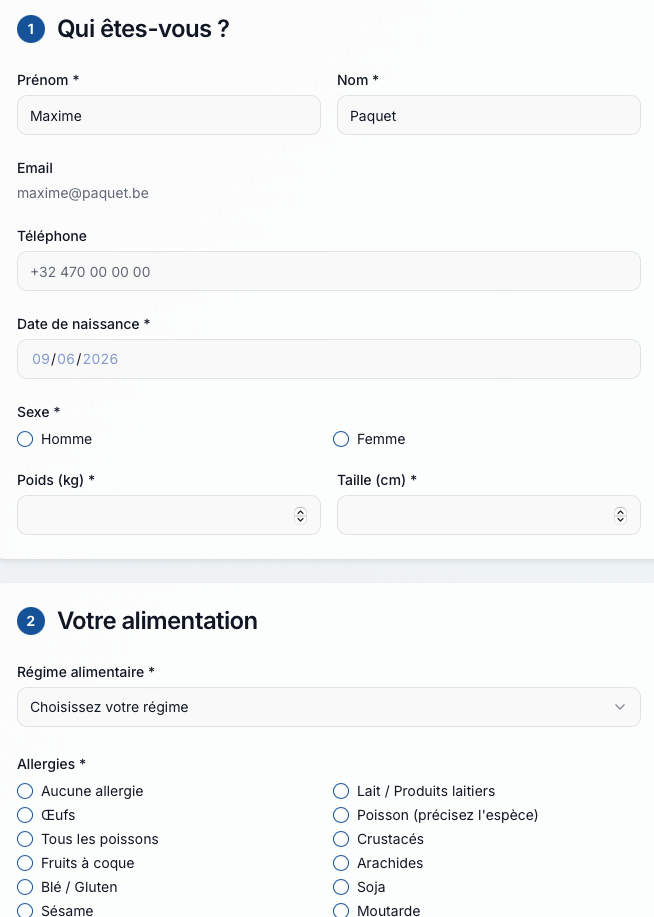 1 Qui êtes-vous ?
Prénom * Nom *
Maxime Paquet
Email
maxime@paquet.be
Téléphone
+32 470 00 00 00
Date de naissance *
09/06/2026
Sexe *
Homme Femme
Poids (kg) * Taille (cm) *
2 Votre alimentation
Régime alimentaire *
Choisissez votre régime
Allergies *
Aucune allergie Lait / Produits laitiers
Œufs Poisson (précisez l'espèce)
Tous les poissons Crustacés
Fruits à coque Arachides
Blé / Gluten Soja
Sésame Moutarde